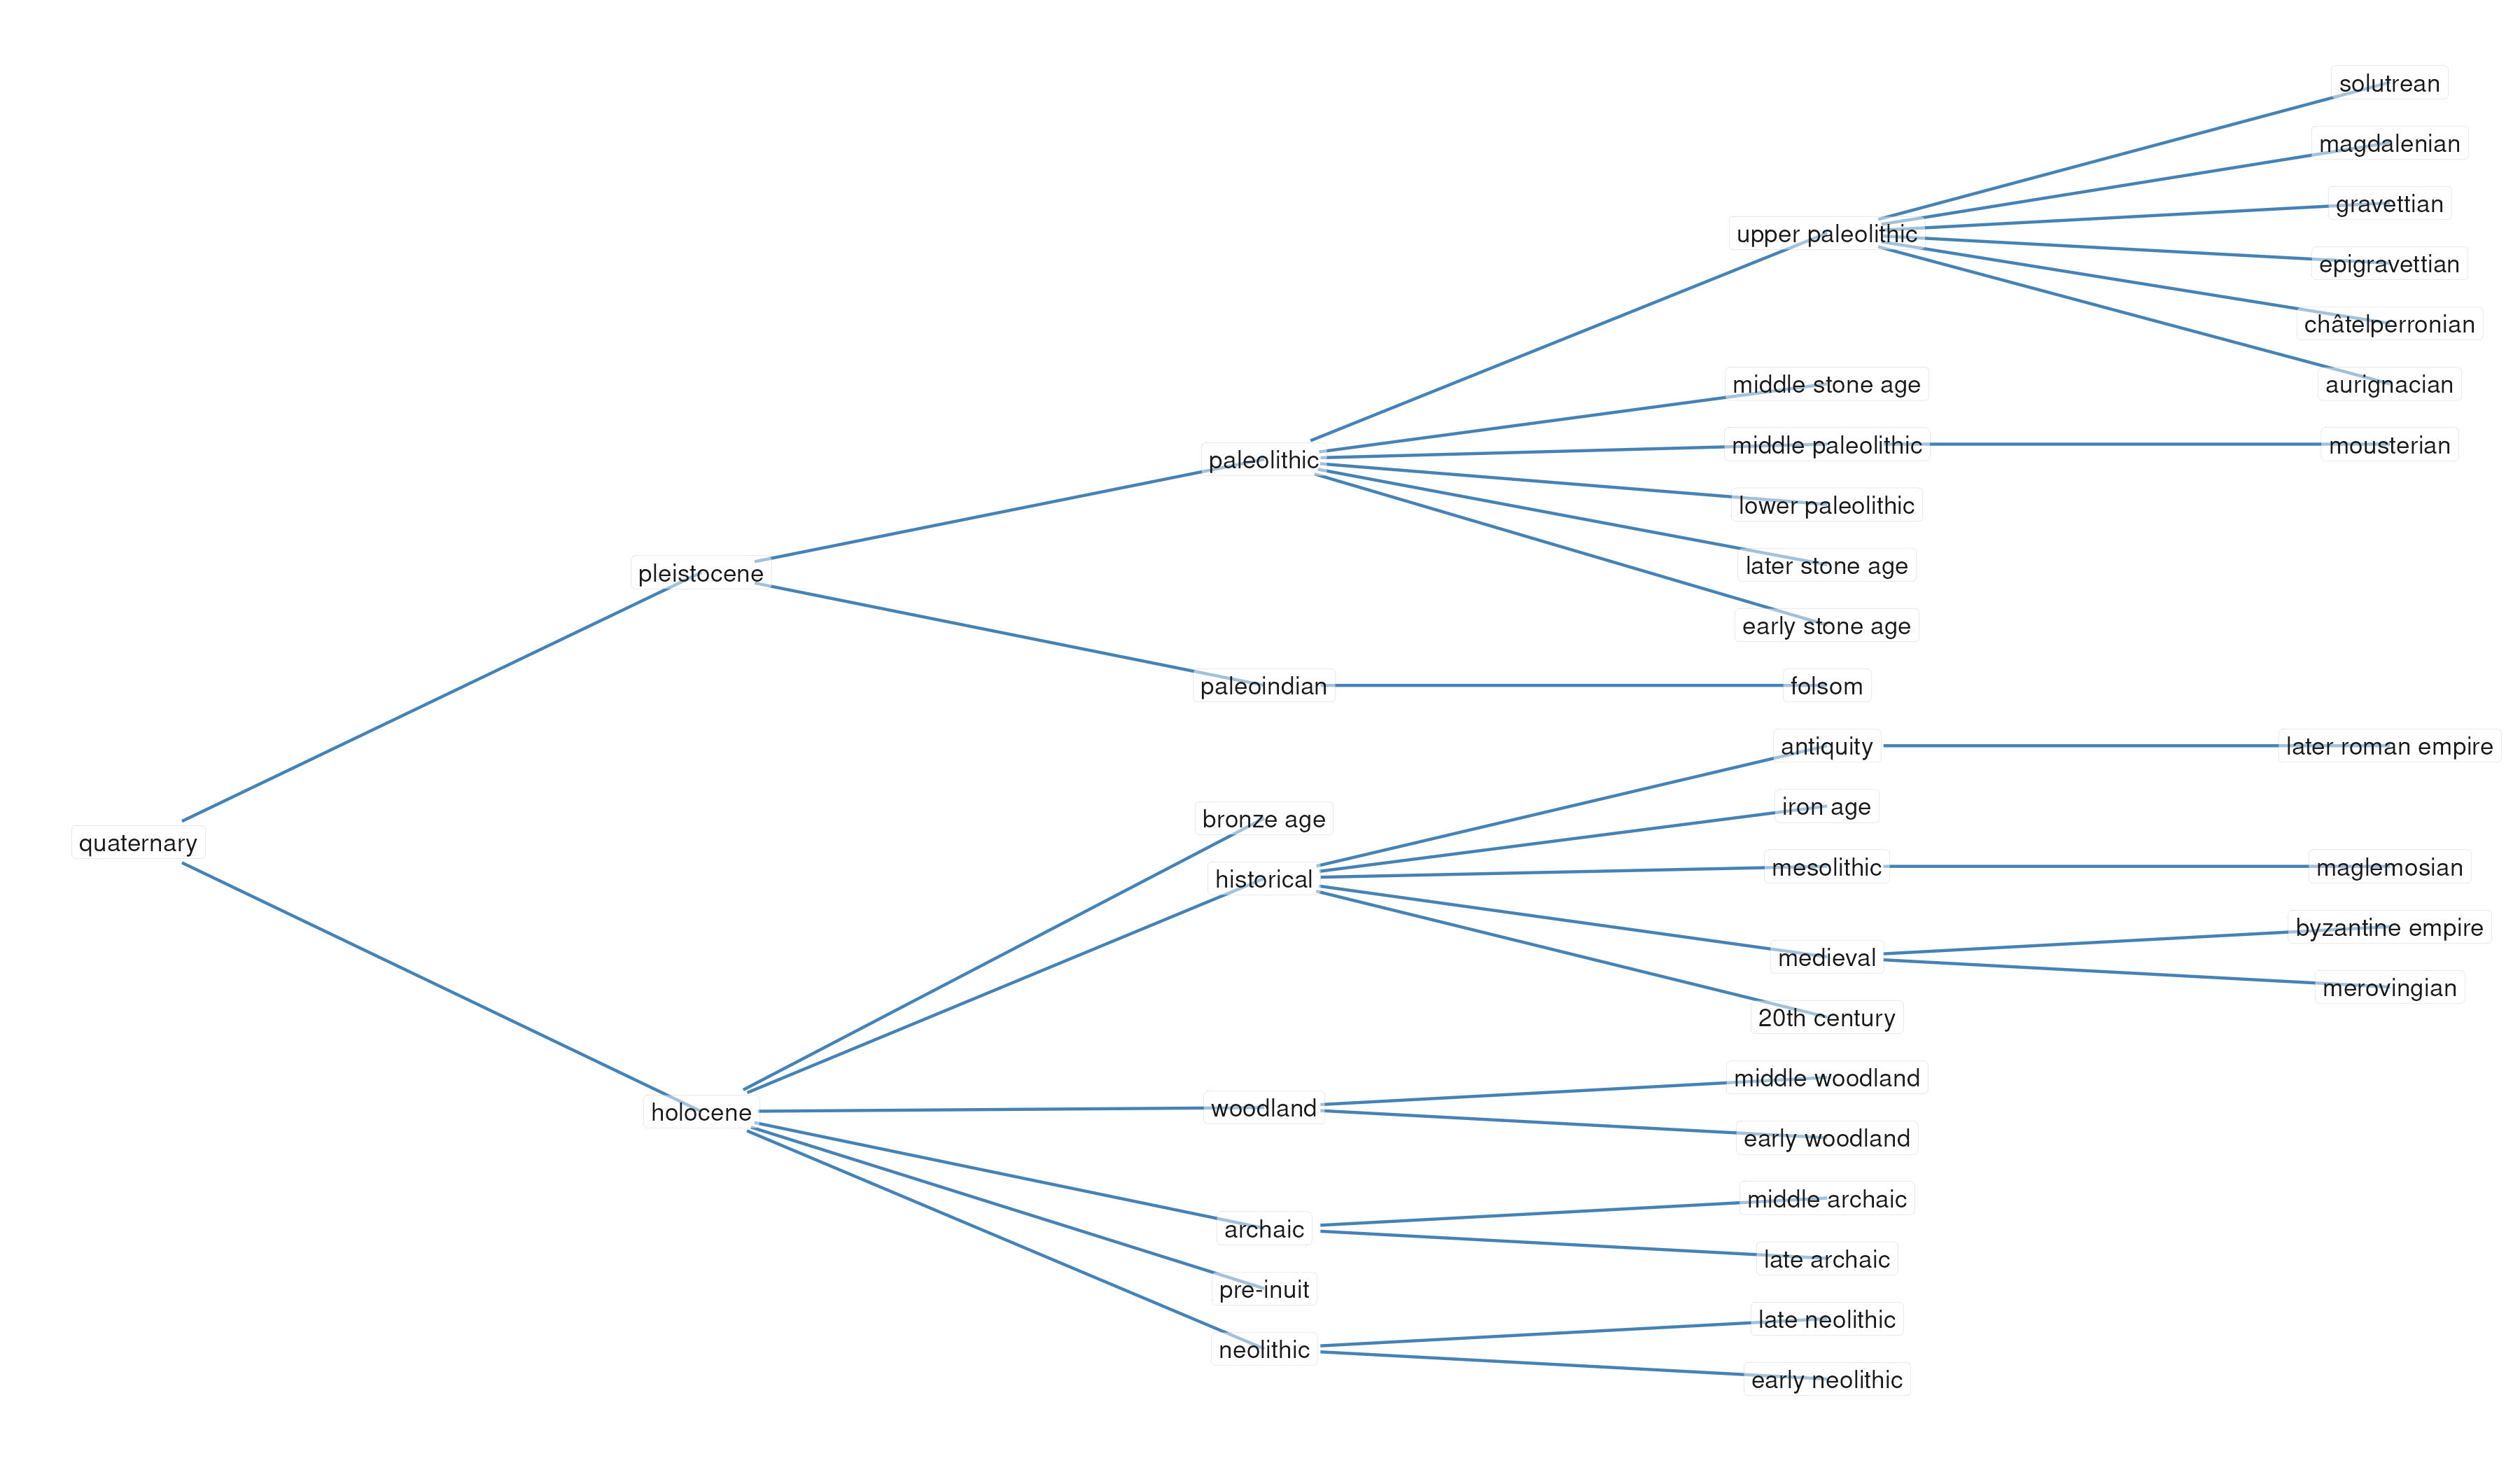 solutrean
magdalenian
gravettian
upper paleolithic
epigravettian
châtelperronian
middle stone age
aurignacian
paleolithic
middle paleolithic
mousterian
lower paleolithic
pleistocene
later stone age
early stone age
paleoindian
folsom
antiquity
later roman empire
iron age
bronze age
quaternary
mesolithic
maglemosian
historical
byzantine empire
medieval
merovingian
20th century
middle woodland
holocene
woodland
early woodland
middle archaic
archaic
late archaic
pre-inuit
late neolithic
neolithic
early neolithic